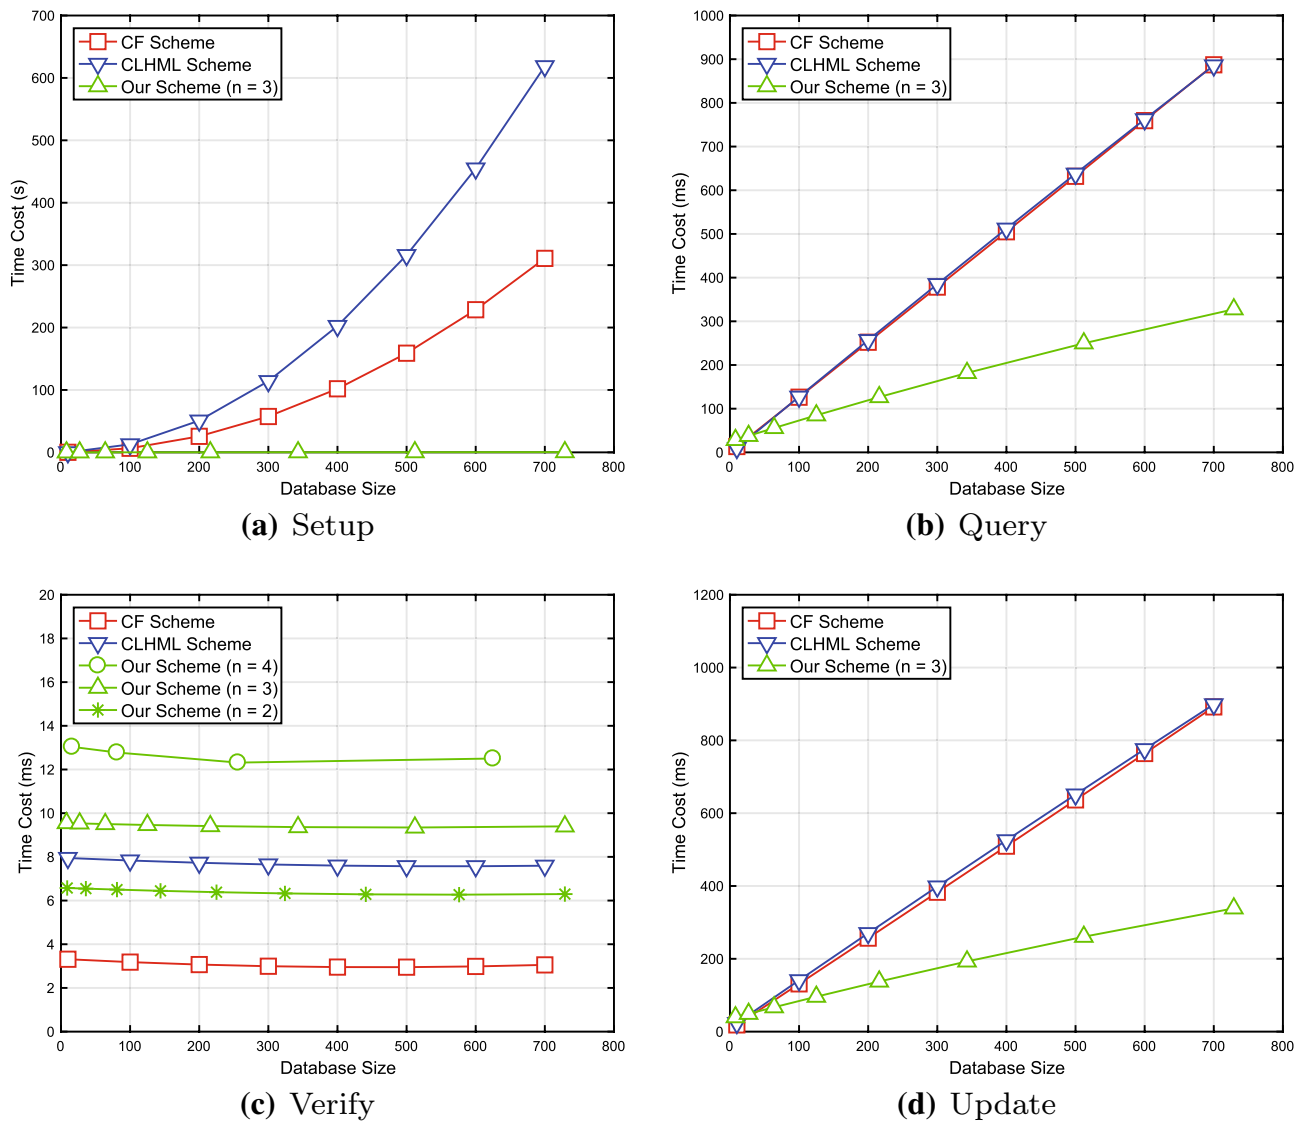 700
600
500
400
300
200
100
0
Time Cost (s)
CF Scheme
CLHML Scheme
Our Scheme (n = 3)
0 100 200 300 400 500 600 700 800
Database Size
(a) Setup
1000
900
800
700
600
500
400
300
200
100
0
Time Cost (ms)
CF Scheme
CLHML Scheme
Our Scheme (n = 3)
0 100 200 300 400 500 600 700 800
Database Size
(b) Query
20
18
16
14
12
10
8
6
4
2
0
Time Cost (ms)
CF Scheme
CLHML Scheme
Our Scheme (n = 4)
Our Scheme (n = 3)
Our Scheme (n = 2)
0 100 200 300 400 500 600 700 800
Database Size
(c) Verify
1200
1000
800
600
400
200
0
Time Cost (ms)
CF Scheme
CLHML Scheme
Our Scheme (n = 3)
0 100 200 300 400 500 600 700 800
Database Size
(d) Update